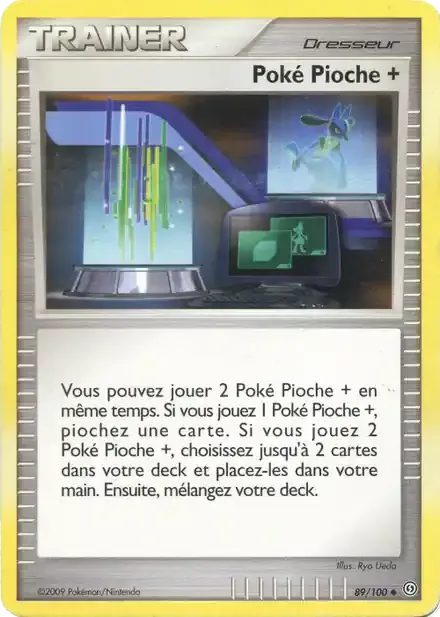 TRAINER
Dresseur
Poké Pioche +
Vous pouvez jouer 2 Poké Pioche + en
même temps. Si vous jouez 1 Poké Pioche +,
piochez une carte. Si vous jouez 2
Poké Pioche +, choisissez jusqu'à 2 cartes
dans votre deck et placez-les dans votre
main. Ensuite, mélangez votre deck.
Illus. Ryo Ueda
©2009 Pokémon/Nintendo
89/100